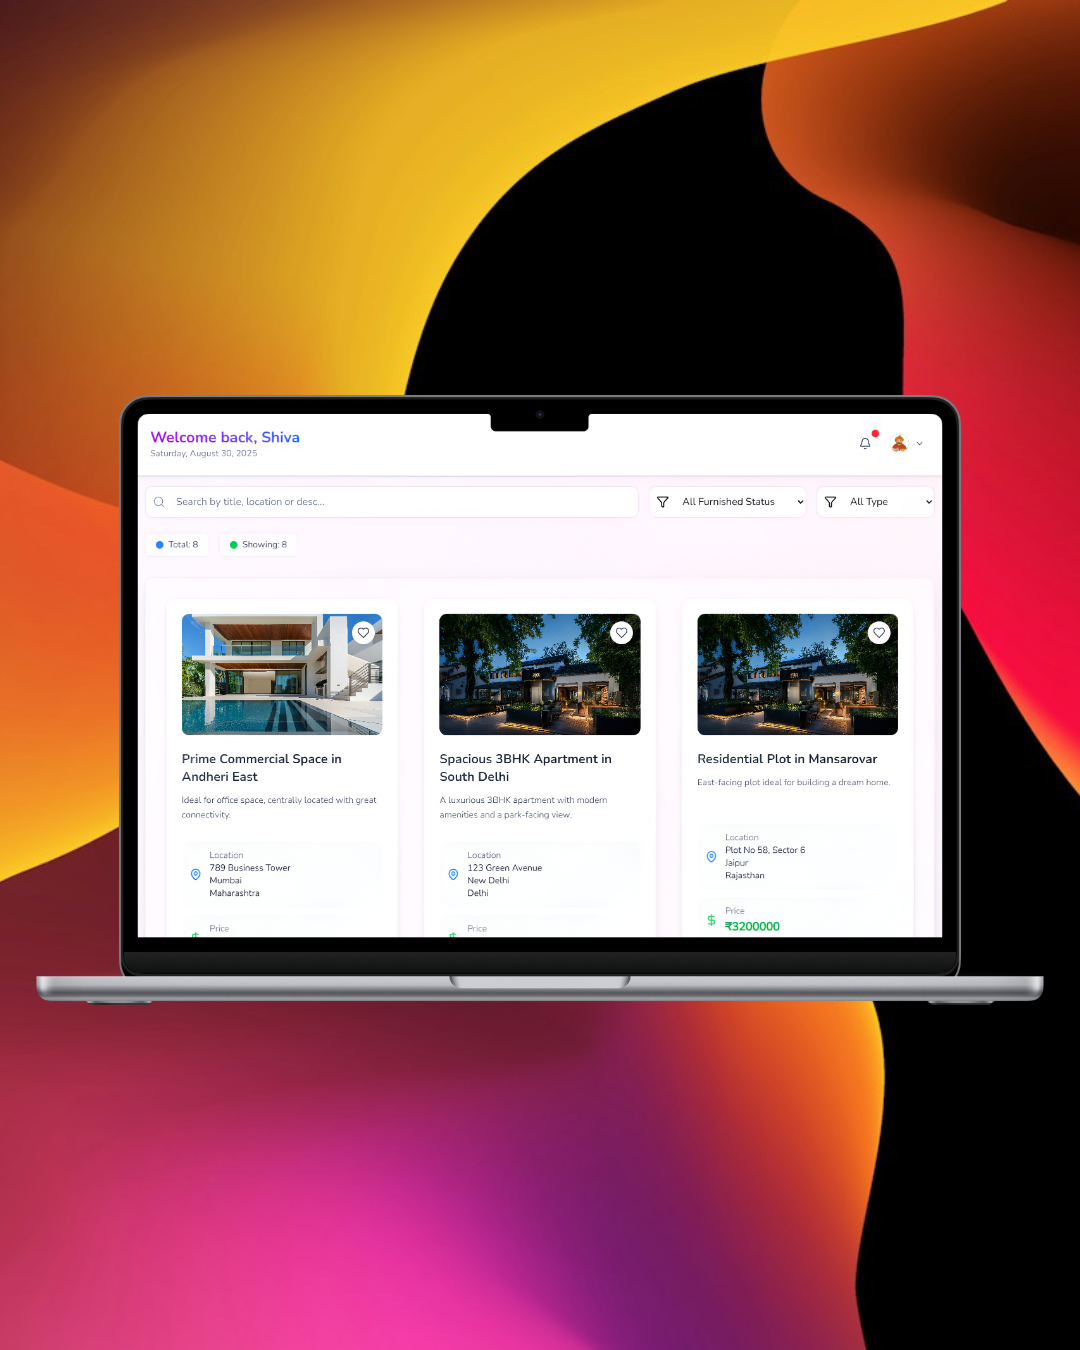 Welcome back, Shiva
Saturday, August 30, 2025
Search by title, location or desc...
All Furnished Status
All Type
Total: 8
Showing: 8
Prime Commercial Space in
Andheri East
Ideal for office space, centrally located with great
connectivity.
Location
789 Business Tower
Mumbai
Maharashtra
Price
Spacious 3BHK Apartment in
South Delhi
A luxurious 3BHK apartment with modern
amenities and a park-facing view.
Location
123 Green Avenue
New Delhi
Delhi
Price
Residential Plot in Mansarovar
East-facing plot ideal for building a dream home.
Location
Plot No 58, Sector 6
Jaipur
Rajasthan
Price
₹3200000